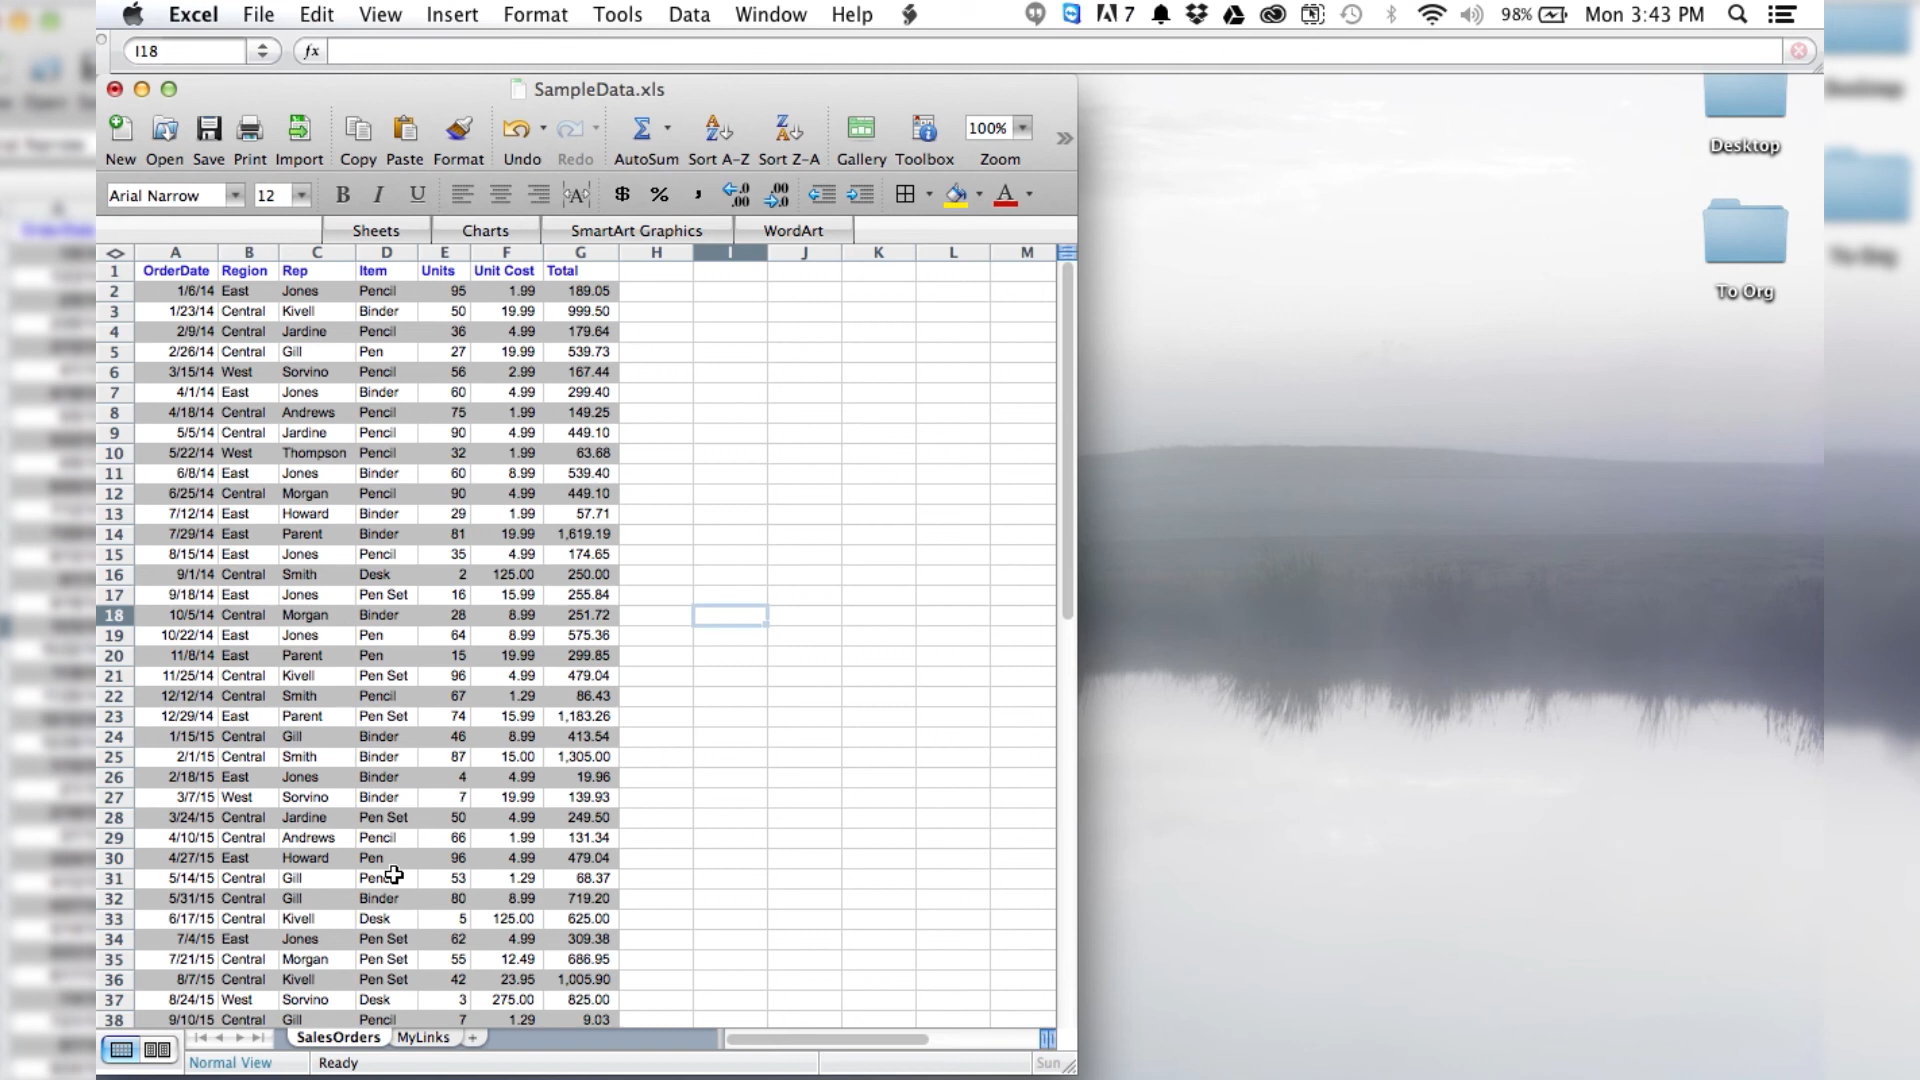 Excel File Edit View Insert Format Tools Data Window Help 7 98% Mon 3:43 PM
I18 fx
SampleData.xls
100%
New Open Save Print Import Copy Paste Format Undo Redo AutoSum Sort A-Z Sort Z-A Gallery Toolbox Zoom
Arial Narrow 12 B I U A $ % , .0 .00 .00 .0 A
Sheets Charts SmartArt Graphics WordArt
A B C D E F G H I J K L M
1 OrderDate Region Rep Item Units Unit Cost Total
2 1/6/14 East Jones Pencil 95 1.99 189.05
3 1/23/14 Central Kivell Binder 50 19.99 999.50
4 2/9/14 Central Jardine Pencil 36 4.99 179.64
5 2/26/14 Central Gill Pen 27 19.99 539.73
6 3/15/14 West Sorvino Pencil 56 2.99 167.44
7 4/1/14 East Jones Binder 60 4.99 299.40
8 4/18/14 Central Andrews Pencil 75 1.99 149.25
9 5/5/14 Central Jardine Pencil 90 4.99 449.10
10 5/22/14 West Thompson Pencil 32 1.99 63.68
11 6/8/14 East Jones Binder 60 8.99 539.40
12 6/25/14 Central Morgan Pencil 90 4.99 449.10
13 7/12/14 East Howard Binder 29 1.99 57.71
14 7/29/14 East Parent Binder 81 19.99 1,619.19
15 8/15/14 East Jones Pencil 35 4.99 174.65
16 9/1/14 Central Smith Desk 2 125.00 250.00
17 9/18/14 East Jones Pen Set 16 15.99 255.84
18 10/5/14 Central Morgan Binder 28 8.99 251.72
19 10/22/14 East Jones Pen 64 8.99 575.36
20 11/8/14 East Parent Pen 15 19.99 299.85
21 11/25/14 Central Kivell Pen Set 96 4.99 479.04
22 12/12/14 Central Smith Pencil 67 1.29 86.43
23 12/29/14 East Parent Pen Set 74 15.99 1,183.26
24 1/15/15 Central Gill Binder 46 8.99 413.54
25 2/1/15 Central Smith Binder 87 15.00 1,305.00
26 2/18/15 East Jones Binder 4 4.99 19.96
27 3/7/15 West Sorvino Binder 7 19.99 139.93
28 3/24/15 Central Jardine Pen Set 50 4.99 249.50
29 4/10/15 Central Andrews Pencil 66 1.99 131.34
30 4/27/15 East Howard Pen 96 4.99 479.04
31 5/14/15 Central Gill Pencil 53 1.29 68.37
32 5/31/15 Central Gill Binder 80 8.99 719.20
33 6/17/15 Central Kivell Desk 5 125.00 625.00
34 7/4/15 East Jones Pen Set 62 4.99 309.38
35 7/21/15 Central Morgan Pen Set 55 12.49 686.95
36 8/7/15 Central Kivell Pen Set 42 23.95 1,005.90
37 8/24/15 West Sorvino Desk 3 275.00 825.00
38 9/10/15 Central Gill Pencil 7 1.29 9.03
SalesOrders MyLinks +
Normal View Ready Sun
Desktop
To Org